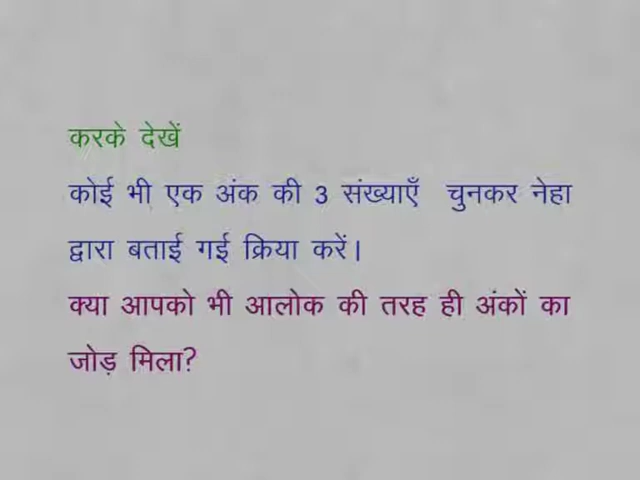 करके देखें
कोई भी एक अंक की 3 संख्याएँ चुनकर नेहा
द्वारा बताई गई क्रिया करें।
क्या आपको भी आलोक की तरह ही अंकों का
जोड़ मिला?